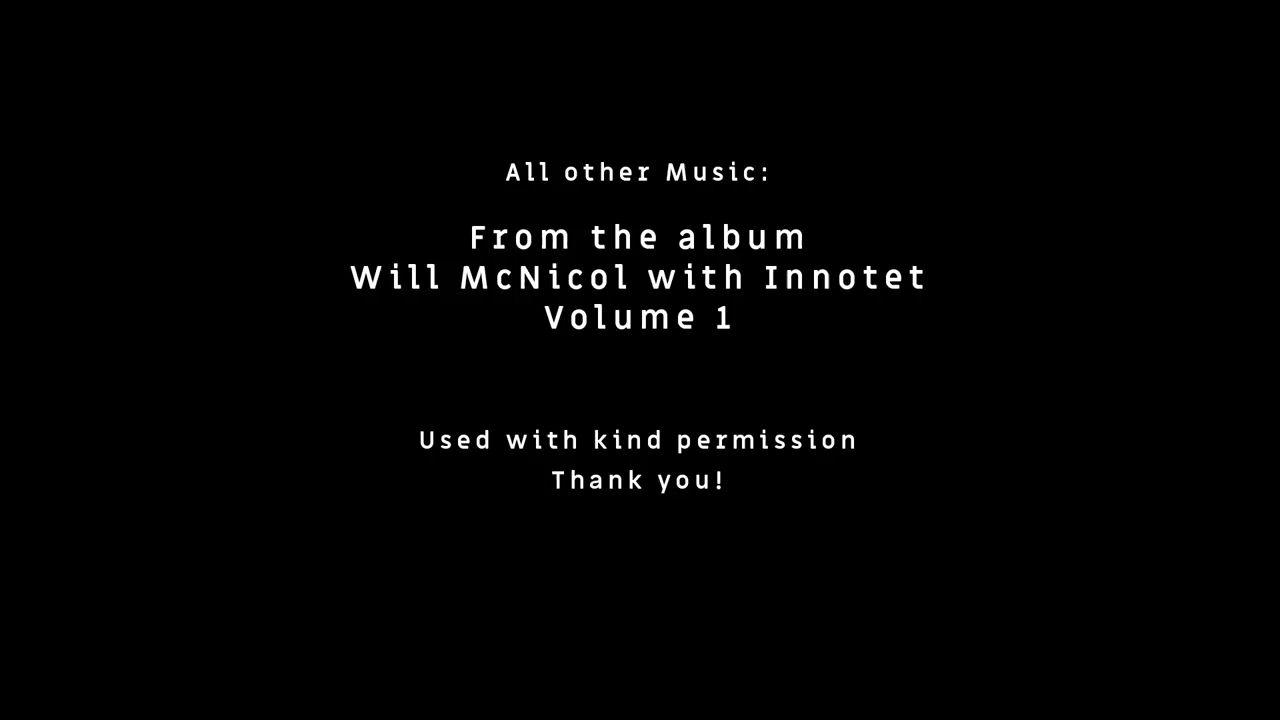 All other Music:
From the album
Will McNicol with Innotet
Volume 1
Used with kind permission
Thank you!